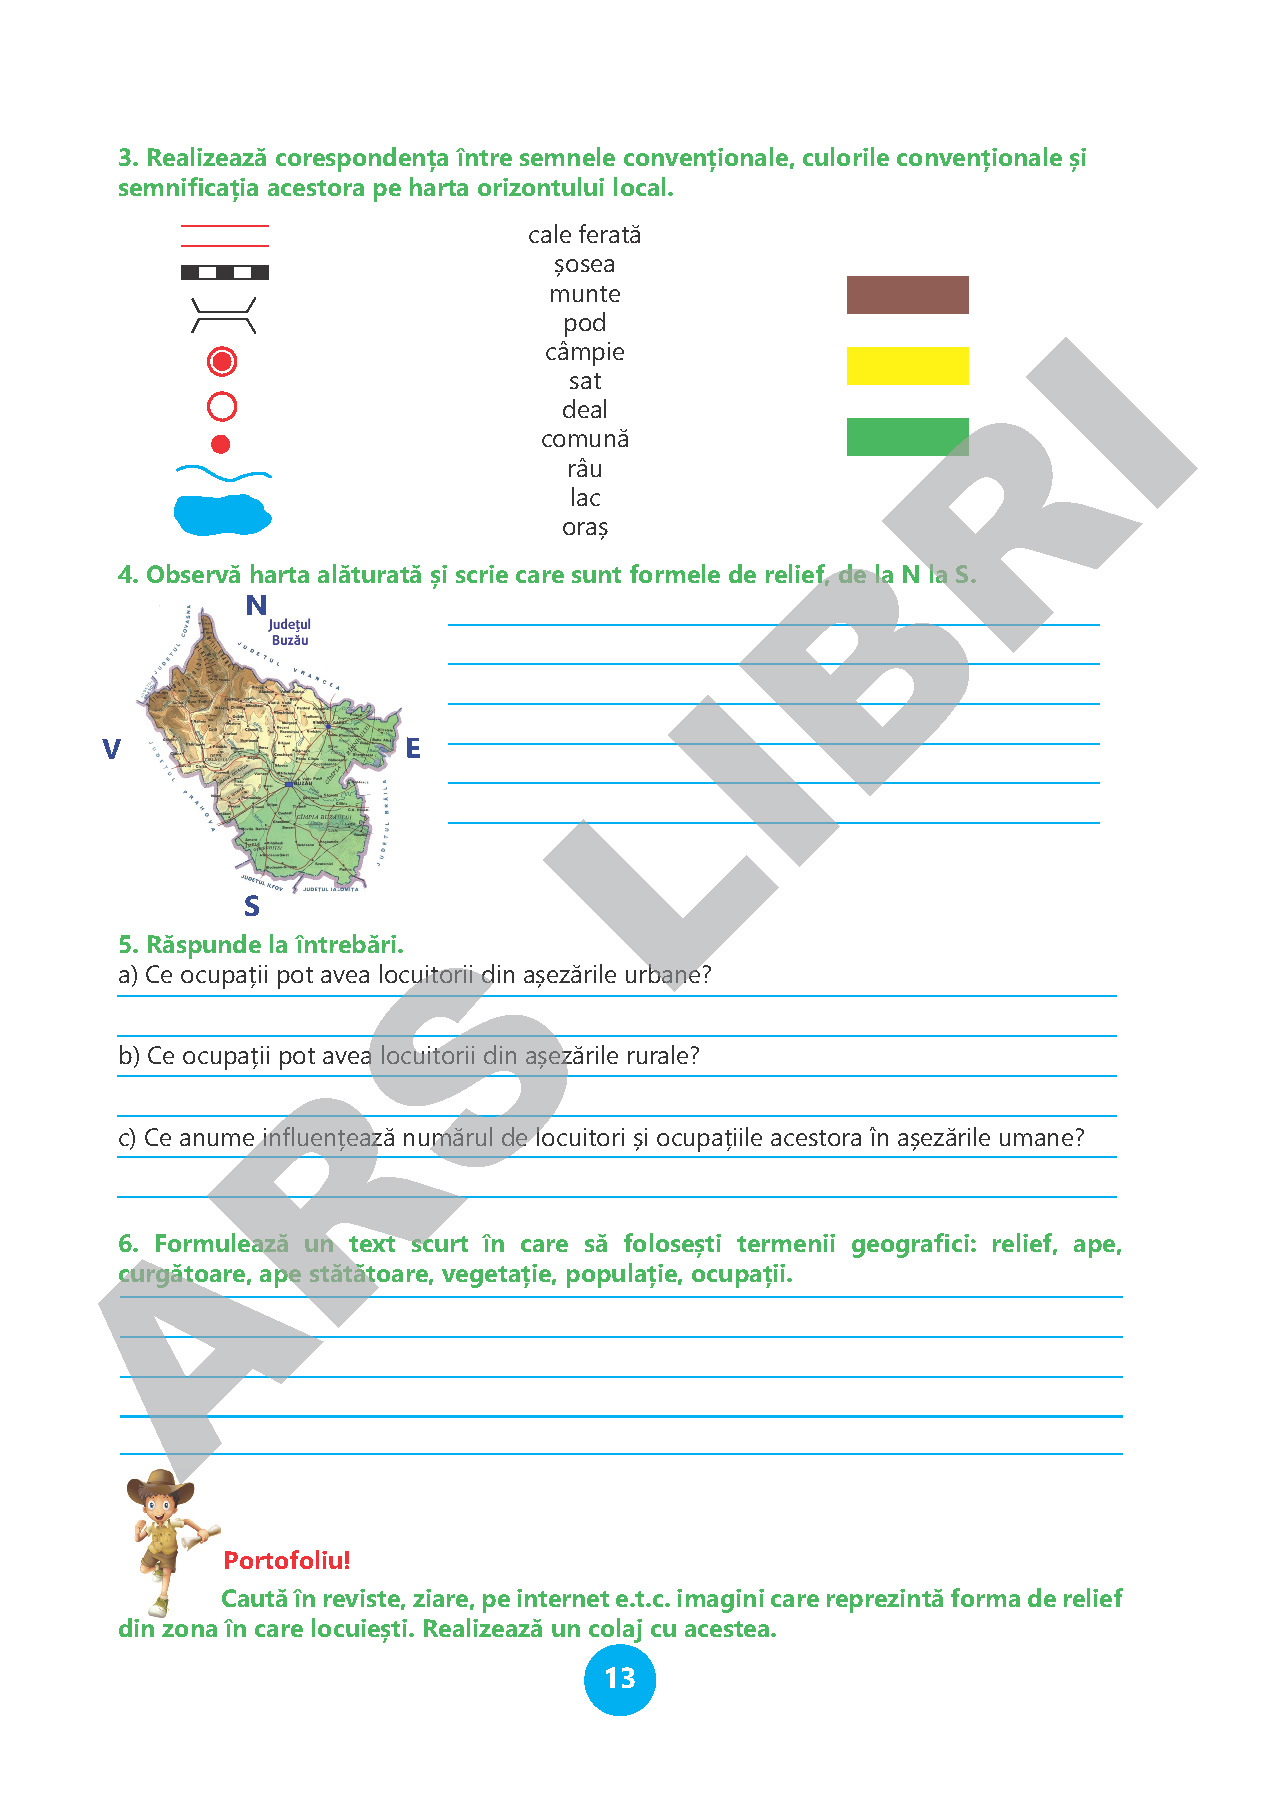 3. Realizează corespondența între semnele convenționale, culorile convenționale și
semnificația acestora pe harta orizontului local.
cale ferată
șosea
munte
pod
câmpie
sat
deal
comună
râu
lac
oraș
4. Observă harta alăturată și scrie care sunt formele de relief, de la N la S.
N
Județul
Buzău
JUDEȚUL COVASNA
JUDEȚUL VRANCEA
V
E
JUDEȚUL PRAHOVA
BUZĂU
CÎMPIA BUZĂULUI
JUDEȚUL BRĂILA
JUDEȚUL ILFOV
JUDEȚUL IALOMIȚA
S
5. Răspunde la întrebări.
a) Ce ocupații pot avea locuitorii din așezările urbane?
b) Ce ocupații pot avea locuitorii din așezările rurale?
c) Ce anume influențează numărul de locuitori și ocupațiile acestora în așezările umane?
6. Formulează un text scurt în care să folosești termenii geografici: relief, ape,
curgătoare, ape stătătoare, vegetație, populație, ocupații.
Portofoliu!
Caută în reviste, ziare, pe internet e.t.c. imagini care reprezintă forma de relief
din zona în care locuiești. Realizează un colaj cu acestea.
13
ARS LIBRI